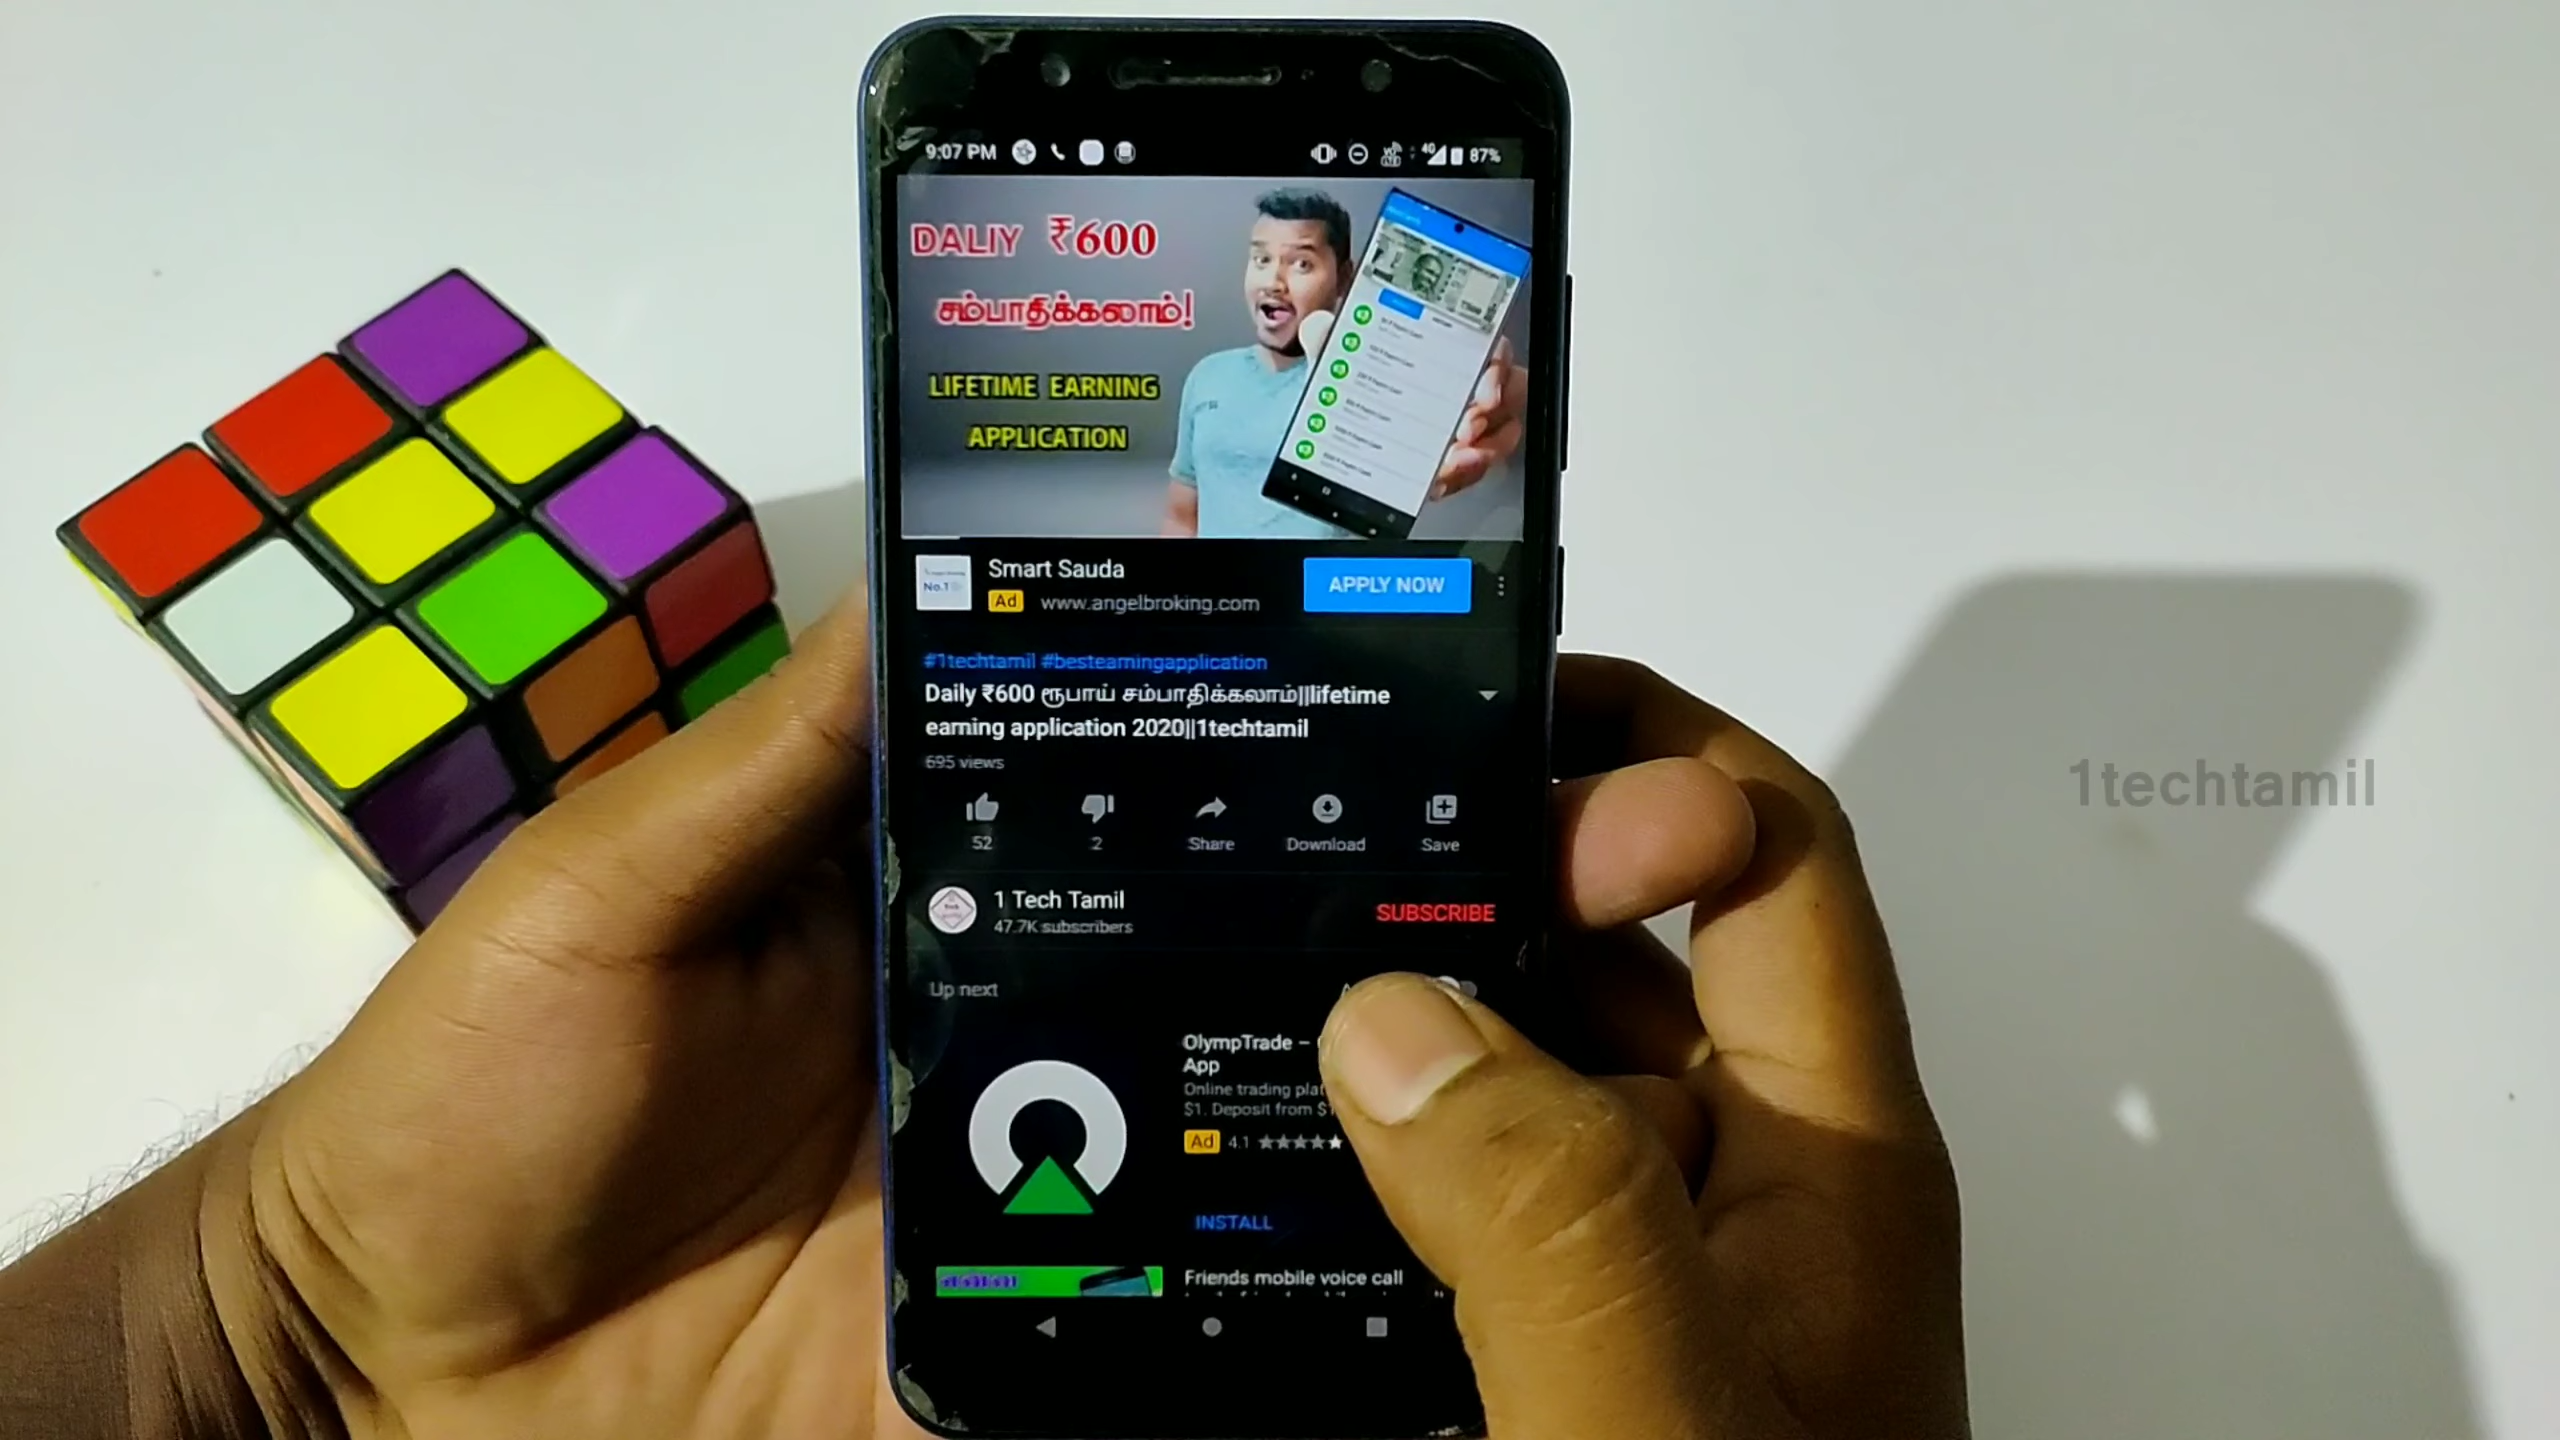 9:07 PM
4G
87%
DALIY ₹600
சம்பாதிக்கலாம்!
LIFETIME EARNING
APPLICATION
No.1
Smart Sauda
Ad www.angelbroking.com
APPLY NOW
#1techtamil #bestearningapplication
Daily ₹600 ரூபாய் சம்பாதிக்கலாம்||lifetime
earning application 2020||1techtamil
695 views
52
2
Share
Download
Save
1 Tech Tamil
47.7K subscribers
SUBSCRIBE
Up next
OlympTrade –
App
Online trading
$1. Deposit from
Ad 4.1
INSTALL
Friends mobile voice call
1techtamil